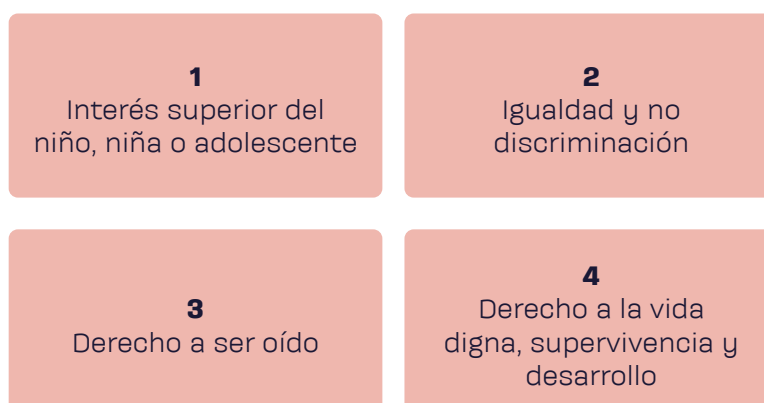 1
Interés superior del
niño, niña o adolescente
2
Igualdad y no
discriminación
3
Derecho a ser oído
4
Derecho a la vida
digna, supervivencia y
desarrollo